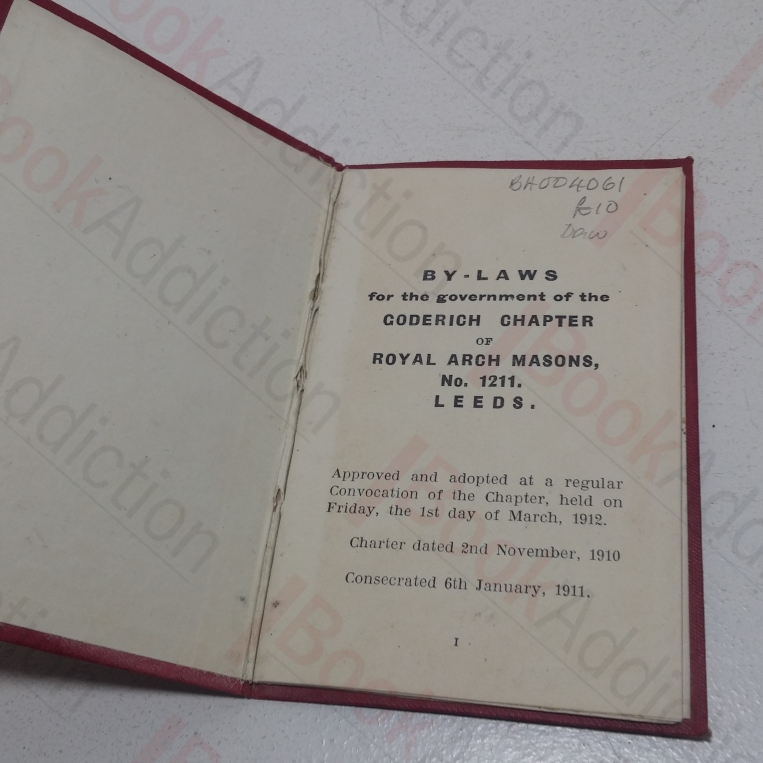 BH004061
£10
BY-LAWS
for the government of the
GODERICH CHAPTER
OF
ROYAL ARCH MASONS,
No. 1211.
LEEDS.
Approved and adopted at a regular
Convocation of the Chapter, held on
Friday, the 1st day of March, 1912.
Charter dated 2nd November, 1910
Consecrated 6th January, 1911.
I
BookAddiction